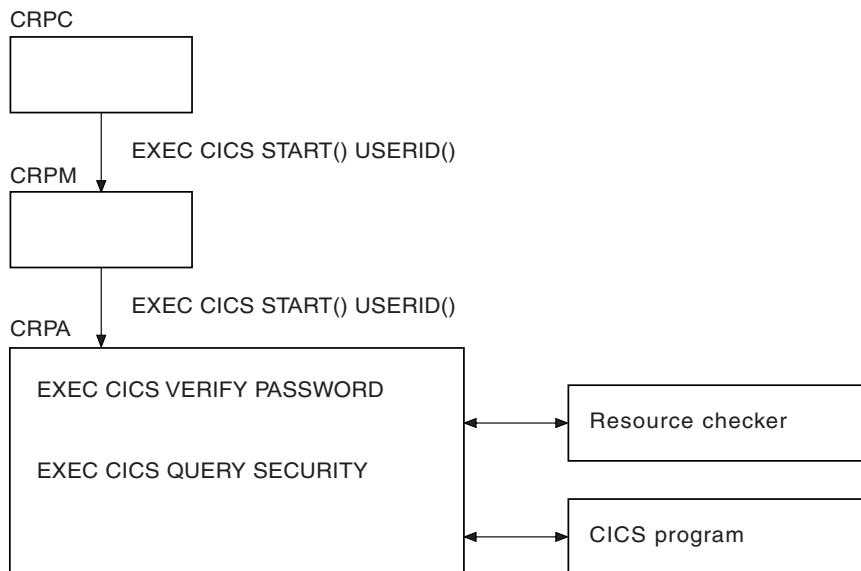 CRPC
EXEC CICS START() USERID()
CRPM
EXEC CICS START() USERID()
CRPA
EXEC CICS VERIFY PASSWORD
Resource checker
EXEC CICS QUERY SECURITY
CICS program